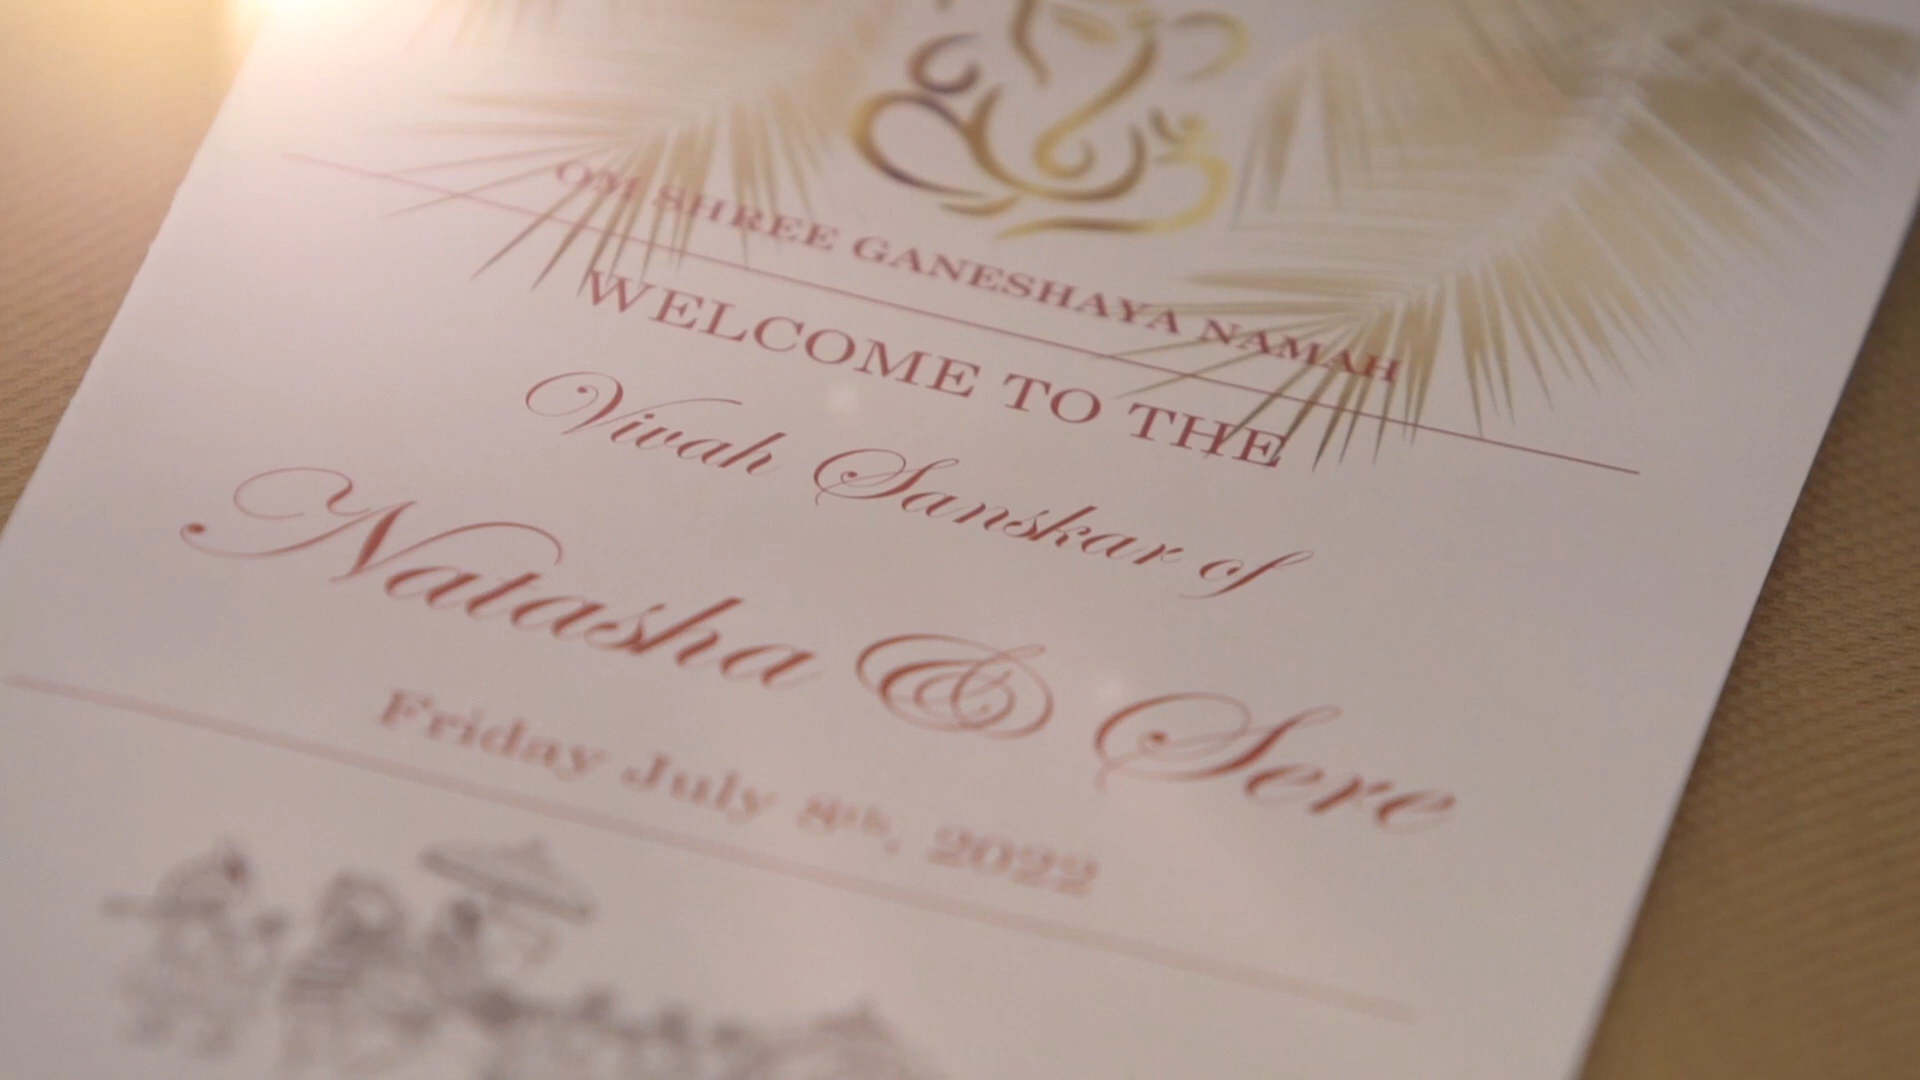 OM SHREE GANESHAYA NAMAH
WELCOME TO THE
Vivah Sanskar of
Natasha & Sere
Friday July 8th, 2022